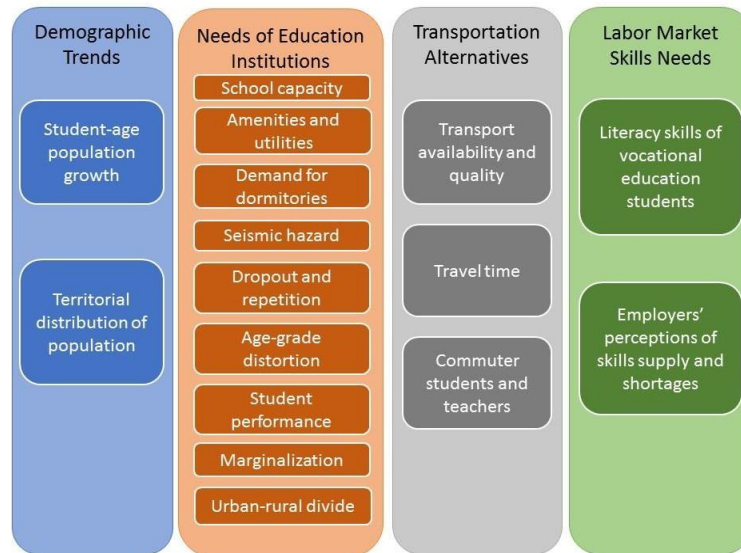 Demographic
Trends
Student-age
population
growth
Territorial
distribution of
population
Needs of Education
Institutions
School capacity
Amenities and
utilities
Demand for
dormitories
Seismic hazard
Dropout and
repetition
Age-grade
distortion
Student
performance
Marginalization
Urban-rural divide
Transportation
Alternatives
Transport
availability and
quality
Travel time
Commuter
students and
teachers
Labor Market
Skills Needs
Literacy skills of
vocational
education
students
Employers’
perceptions of
skills supply and
shortages